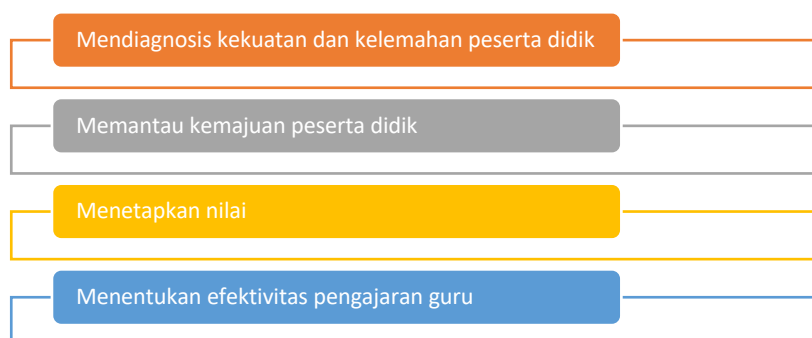 Mendiagnosis kekuatan dan kelemahan peserta didik
Memantau kemajuan peserta didik
Menetapkan nilai
Menentukan efektivitas pengajaran guru